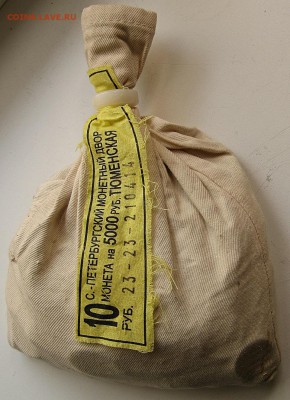 С.-ПЕТЕРБУРГСКИЙ МОНЕТНЫЙ ДВОР
10 МОНЕТА НА 5000 РУБ. ТЮМЕНСКАЯ
РУБ. 23-23-210414